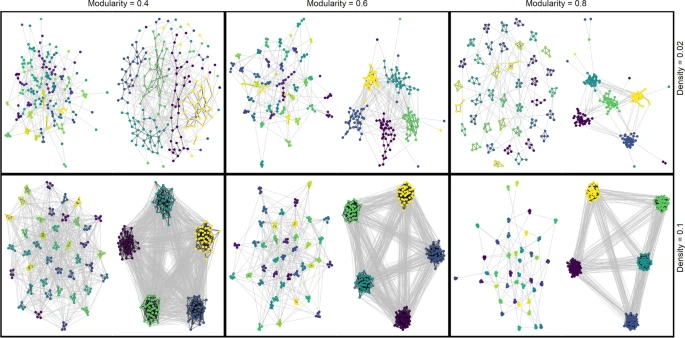 Modularity = 0.4
Modularity = 0.6
Modularity = 0.8
Density = 0.02
Density = 0.1